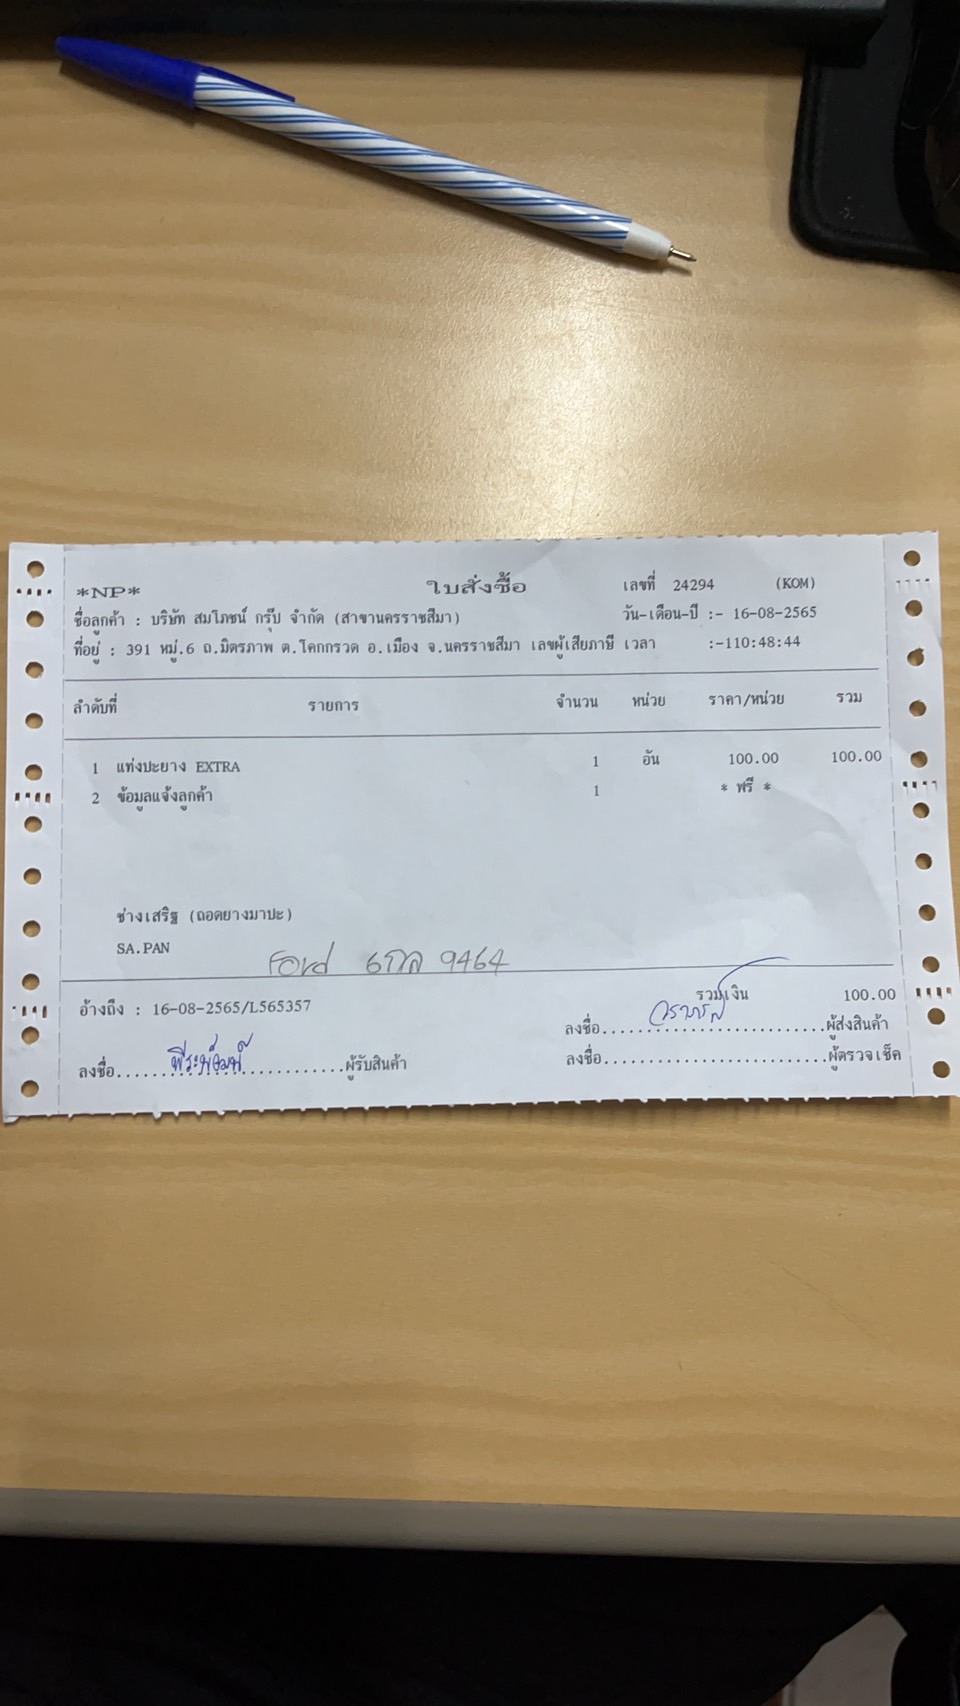 *NP* ใบสั่งซื้อ เลขที่ 24294 (KOM)
ชื่อลูกค้า : บริษัท สมโภชน์ กรุ๊ป จำกัด (สาขานครราชสีมา) วัน-เดือน-ปี :- 16-08-2565
ที่อยู่ : 391 หมู่.6 ถ.มิตรภาพ ต.โคกกรวด อ.เมือง จ.นครราชสีมา เลขผู้เสียภาษี เวลา :-110:48:44
ลำดับที่ รายการ จำนวน หน่วย ราคา/หน่วย รวม
1 แท่งปะยาง EXTRA 1 อัน 100.00 100.00
2 ข้อมูลแจ้งลูกค้า 1 * ฟรี *
ช่างเสริฐ (ถอดยางมาปะ)
SA.PAN
Ford 6กล 9464
อ้างถึง : 16-08-2565/L565357 รวมเงิน 100.00
ลงชื่อ..........................ผู้ส่งสินค้า
ลงชื่อ..........................ผู้รับสินค้า
ลงชื่อ..........................ผู้ตรวจเช็ค